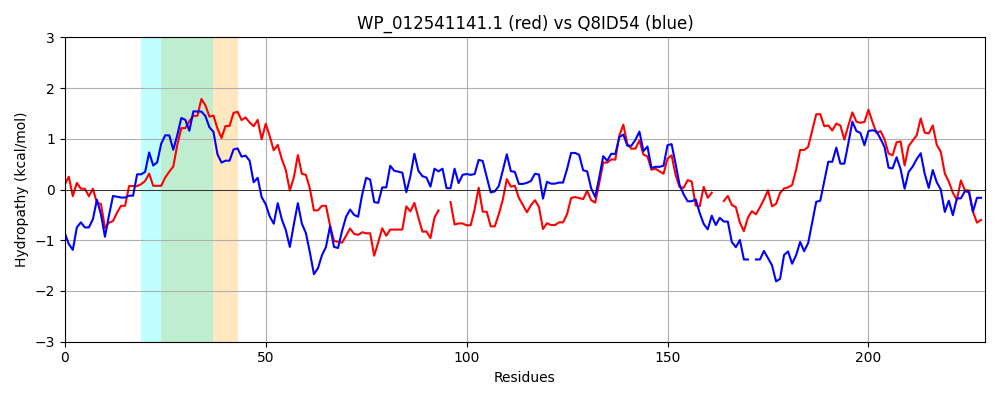 WP_012541141.1 (red) vs Q8ID54 (blue)
3
2
1
0
−1
−2
−3
Hydropathy (kcal/mol)
0 50 100 150 200
Residues